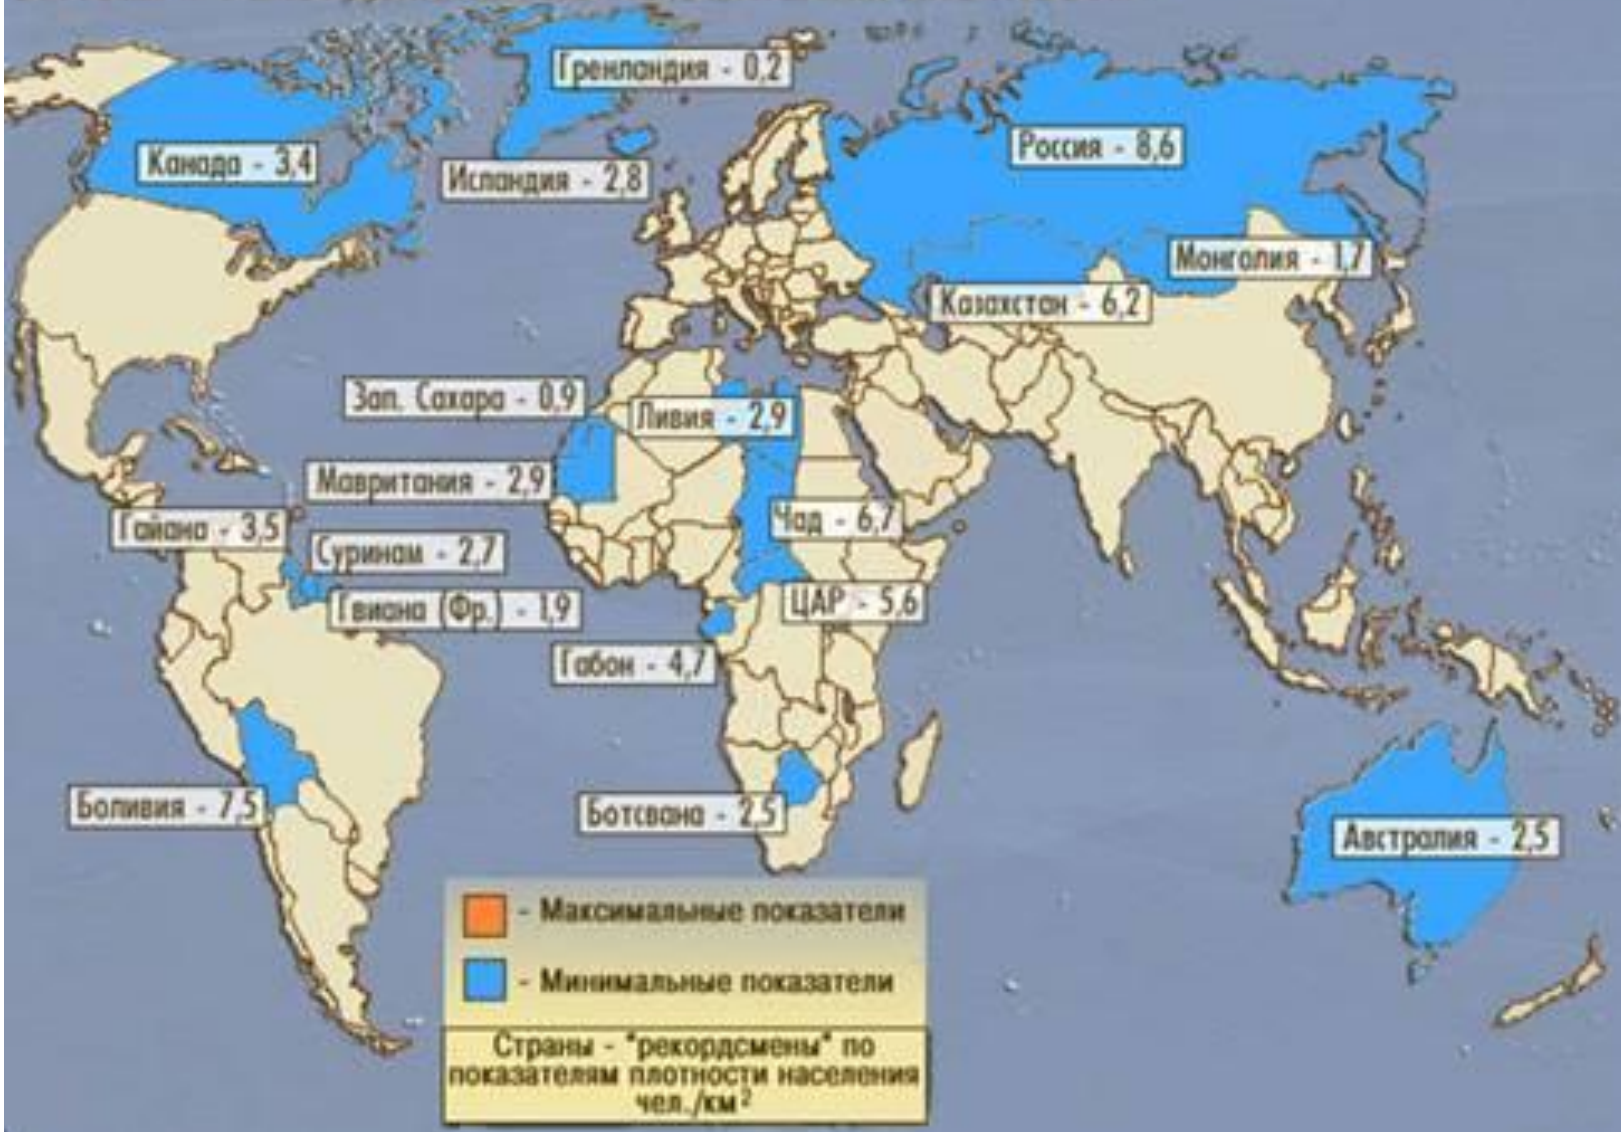 Гренландия - 0,2
Канада - 3,4
Исландия - 2,8
Россия - 8,6
Монголия - 1,7
Казахстан - 6,2
Зап. Сахара - 0,9
Ливия - 2,9
Мавритания - 2,9
Гайана - 3,5
Чад - 6,7
Суринам - 2,7
Гвиана (Фр.) - 1,9
ЦАР - 5,6
Габон - 4,7
Боливия - 7,5
Ботсвана - 2,5
Австралия - 2,5
- Максимальные показатели
- Минимальные показатели
Страны - "рекордсмены" по
показателям плотности населения
чел./км²